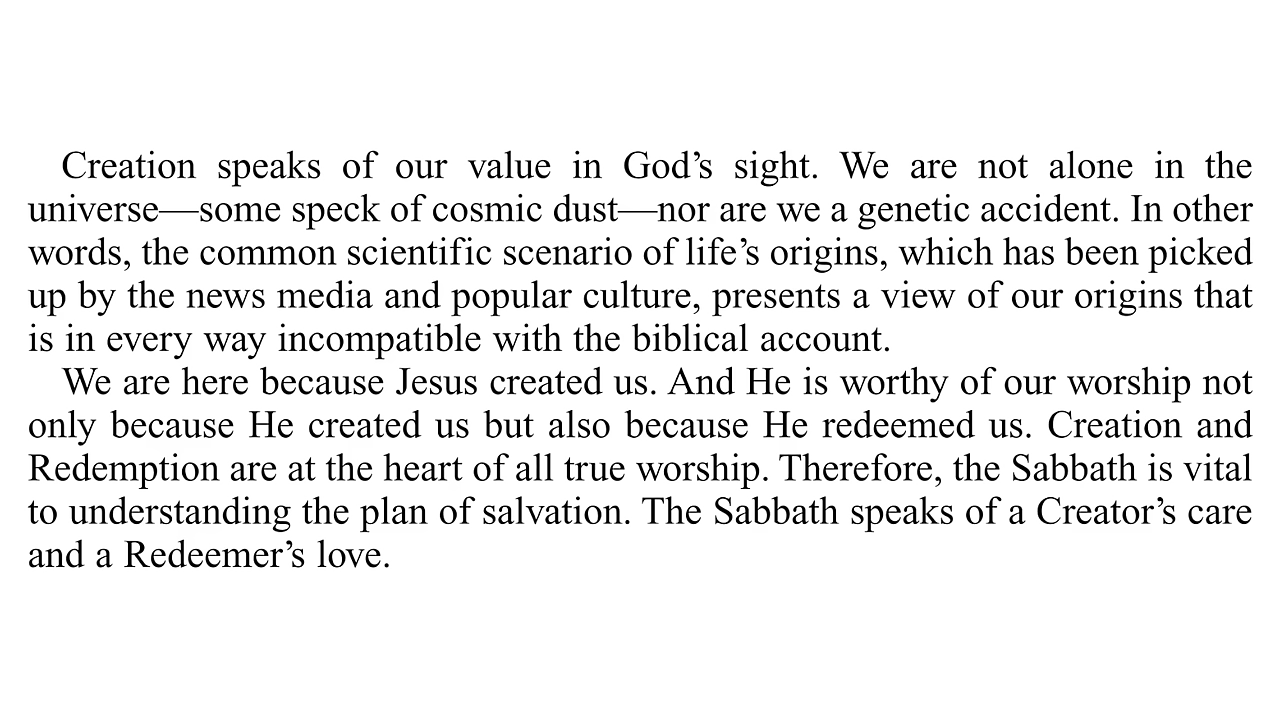 Creation speaks of our value in God’s sight. We are not alone in the
universe—some speck of cosmic dust—nor are we a genetic accident. In other
words, the common scientific scenario of life’s origins, which has been picked
up by the news media and popular culture, presents a view of our origins that
is in every way incompatible with the biblical account.
We are here because Jesus created us. And He is worthy of our worship not
only because He created us but also because He redeemed us. Creation and
Redemption are at the heart of all true worship. Therefore, the Sabbath is vital
to understanding the plan of salvation. The Sabbath speaks of a Creator’s care
and a Redeemer’s love.